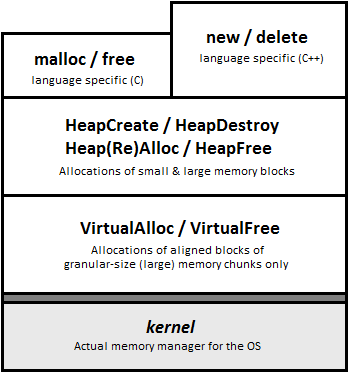 malloc / free
language specific (C)
new / delete
language specific (C++)
HeapCreate / HeapDestroy
Heap(Re)Alloc / HeapFree
Allocations of small & large memory blocks
VirtualAlloc / VirtualFree
Allocations of aligned blocks of
granular-size (large) memory chunks only
kernel
Actual memory manager for the OS